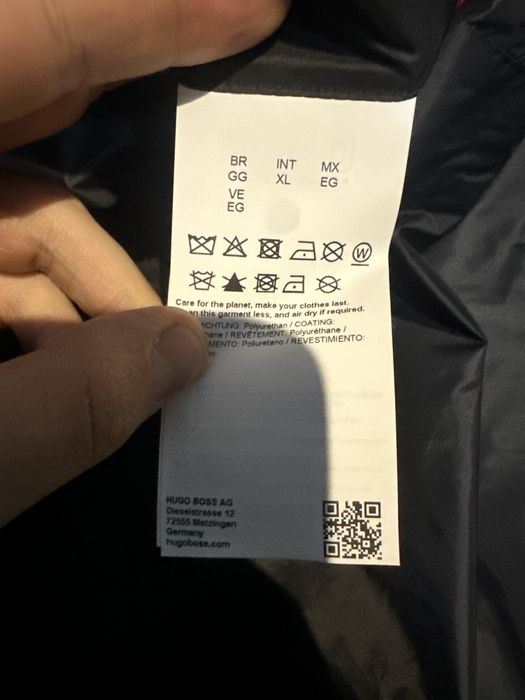 BR INT MX
GG XL EG
VE
EG
W
Care for the planet, make your clothes last.
this garment less, and air dry if required.
Polyurethan / COATING:
/ REVÊTEMENT: Polyuréthane /
Poliuretano / REVESTIMIENTO:
HUGO BOSS AG
Dieselstrasse 12
72555 Metzingen
Germany
hugoboss.com